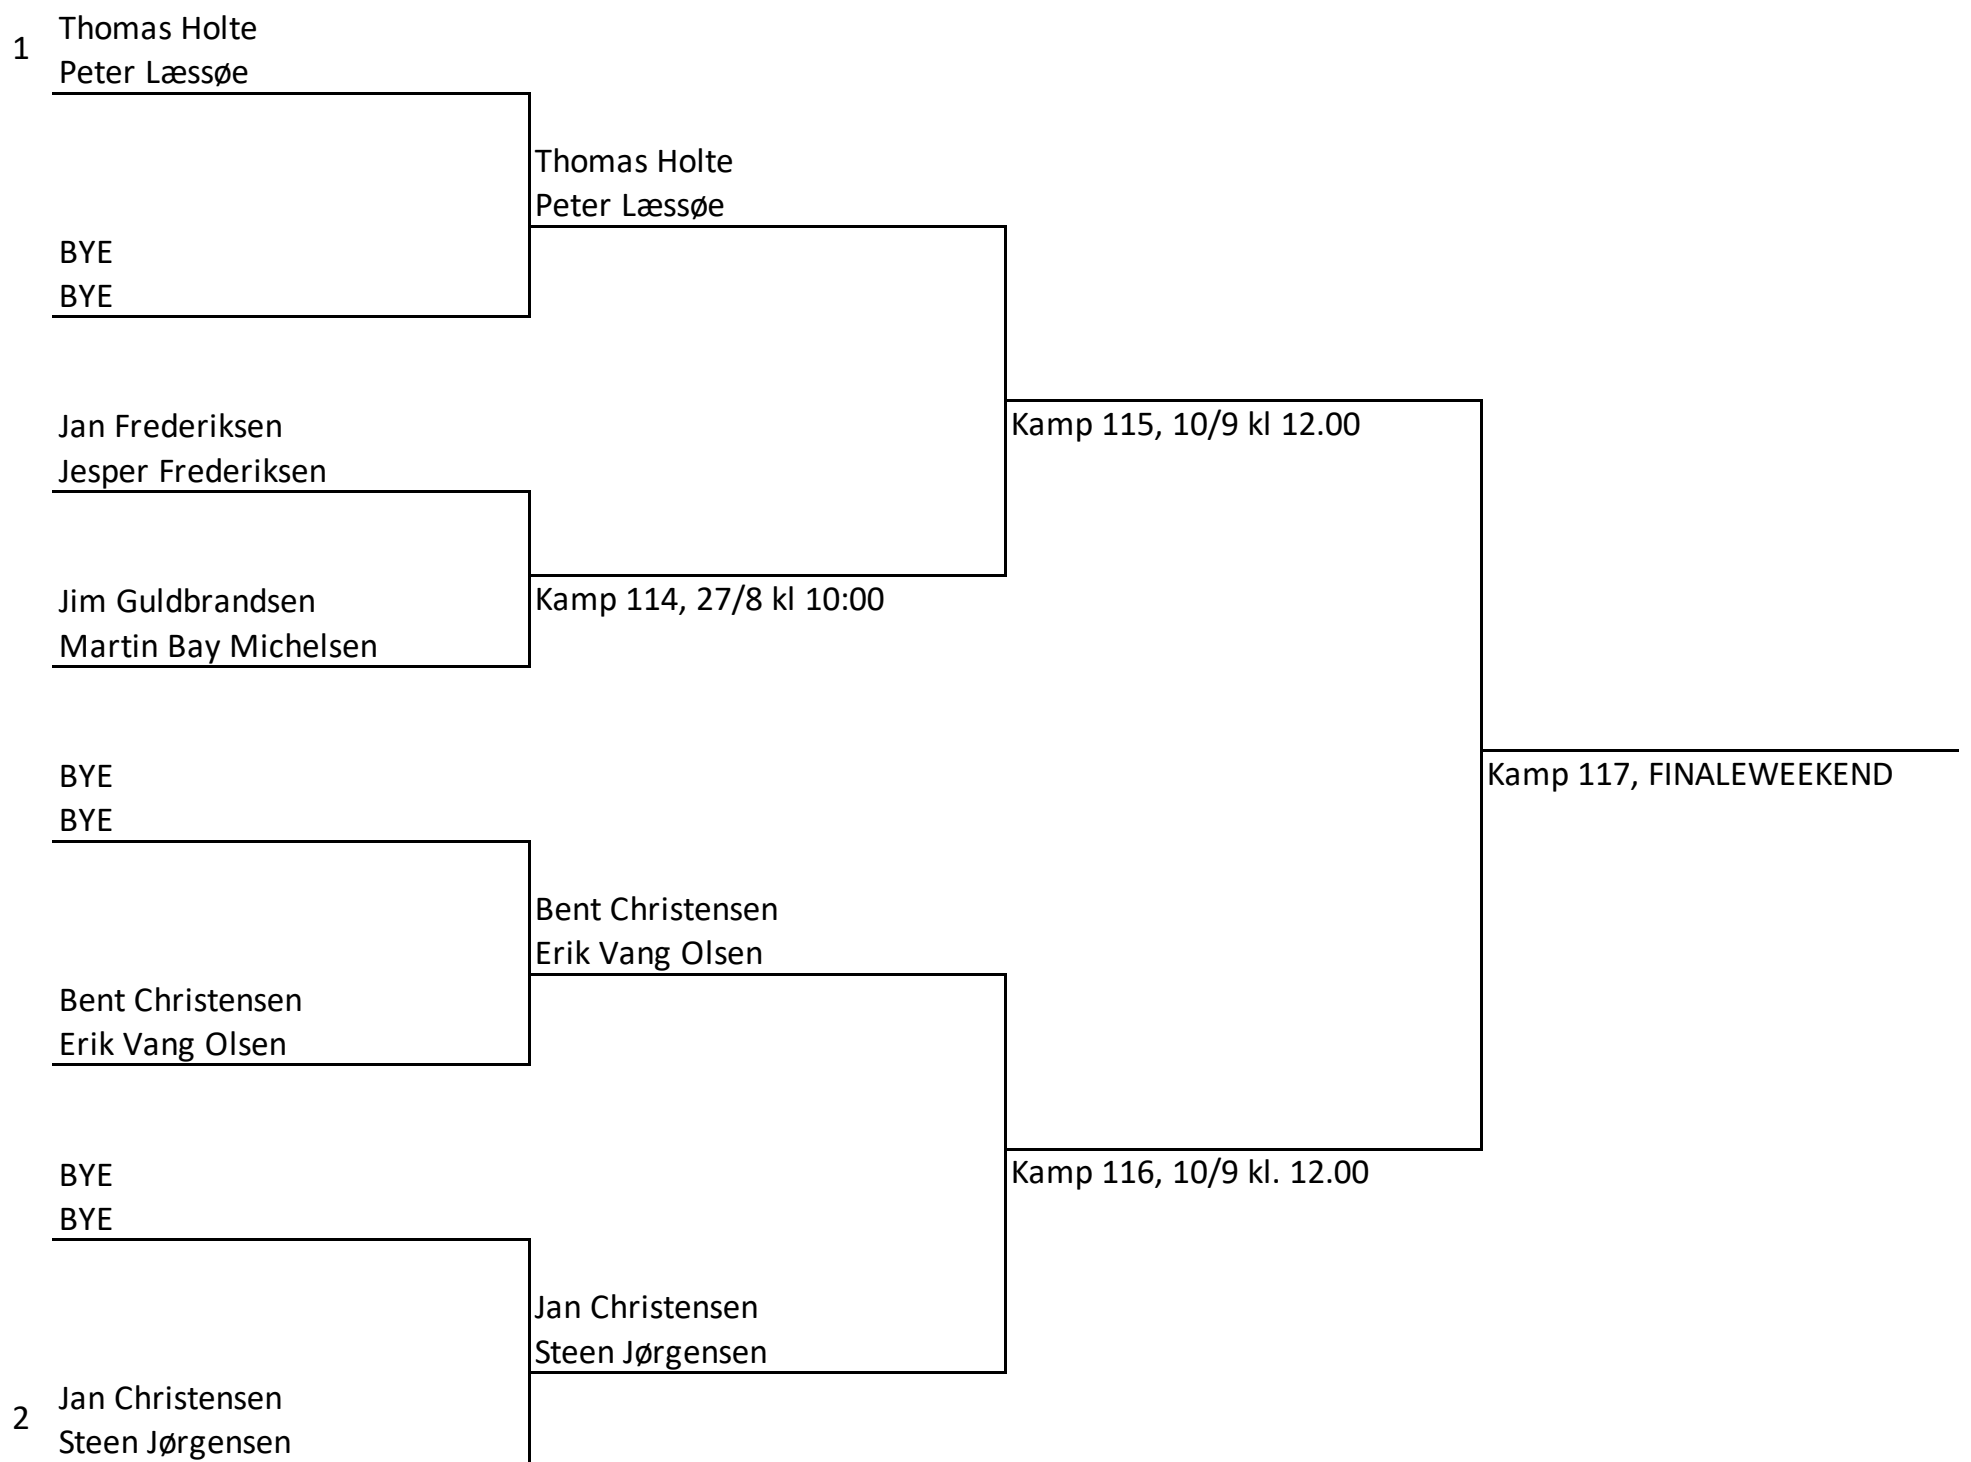 Thomas Holte
1
Peter Læssøe
Thomas Holte
Peter Læssøe
BYE
BYE
Jan Frederiksen
Jesper Frederiksen
Kamp 115, 10/9 kl 12.00
Jim Guldbrandsen
Martin Bay Michelsen
Kamp 114, 27/8 kl 10:00
BYE
BYE
Kamp 117, FINALEWEEKEND
Bent Christensen
Erik Vang Olsen
Bent Christensen
Erik Vang Olsen
BYE
BYE
Kamp 116, 10/9 kl. 12.00
Jan Christensen
Steen Jørgensen
Jan Christensen
2
Steen Jørgensen